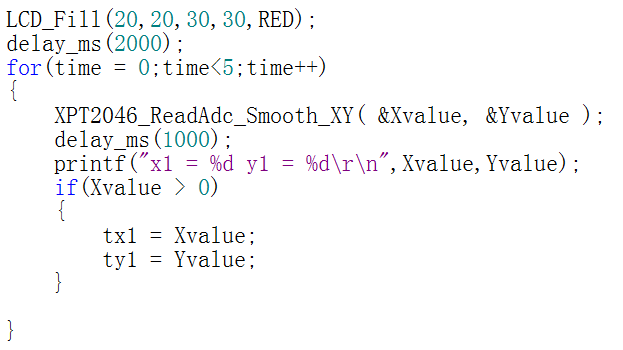 LCD_Fill(20,20,30,30,RED);
delay_ms(2000);
for(time = 0;time<5;time++)
{
    XPT2046_ReadAdc_Smooth_XY( &Xvalue, &Yvalue );
    delay_ms(1000);
    printf("x1 = %d y1 = %d\r\n",Xvalue,Yvalue);
    if(Xvalue > 0)
    {
        tx1 = Xvalue;
        ty1 = Yvalue;
    }

}